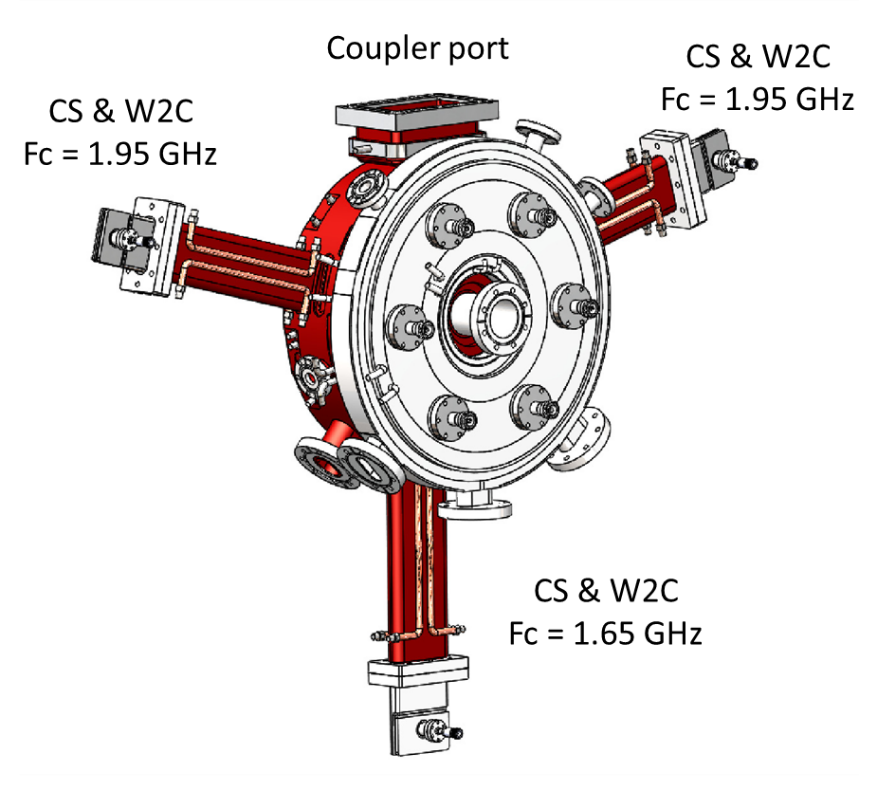 Coupler port
CS & W2C
Fc = 1.95 GHz
CS & W2C
Fc = 1.95 GHz
CS & W2C
Fc = 1.65 GHz